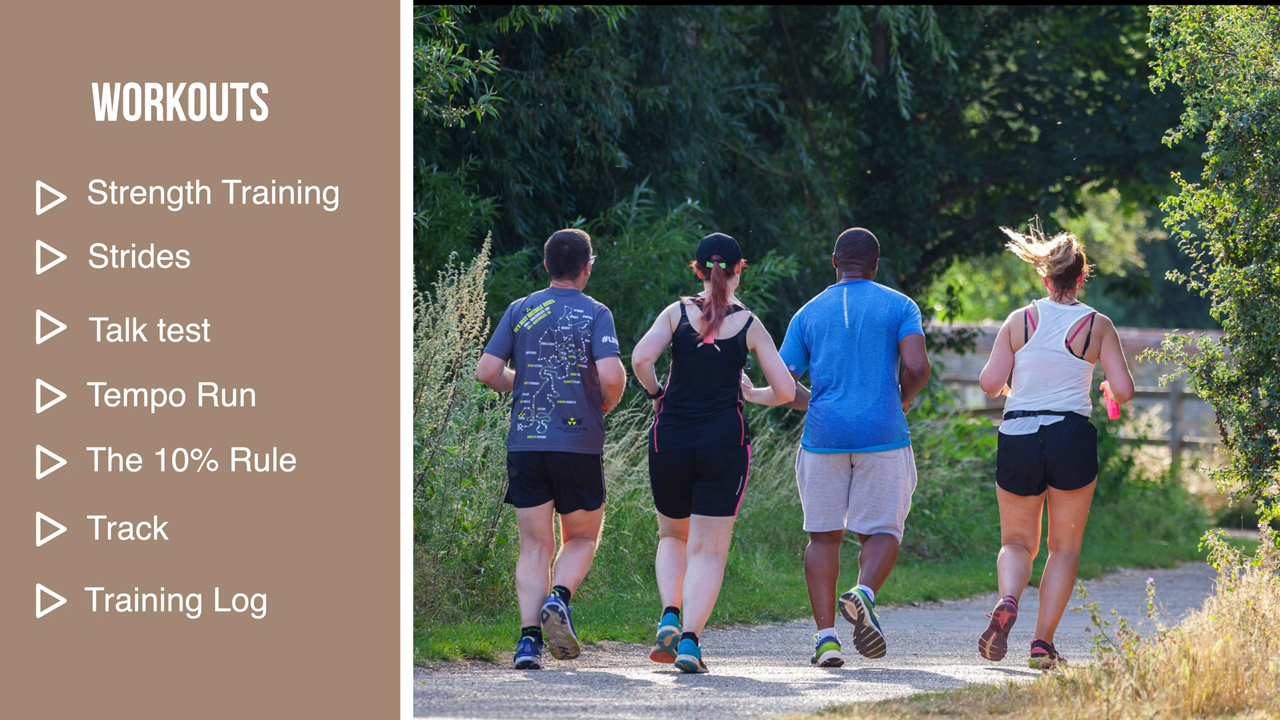 WORKOUTS
Strength Training
Strides
Talk test
Tempo Run
The 10% Rule
Track
Training Log